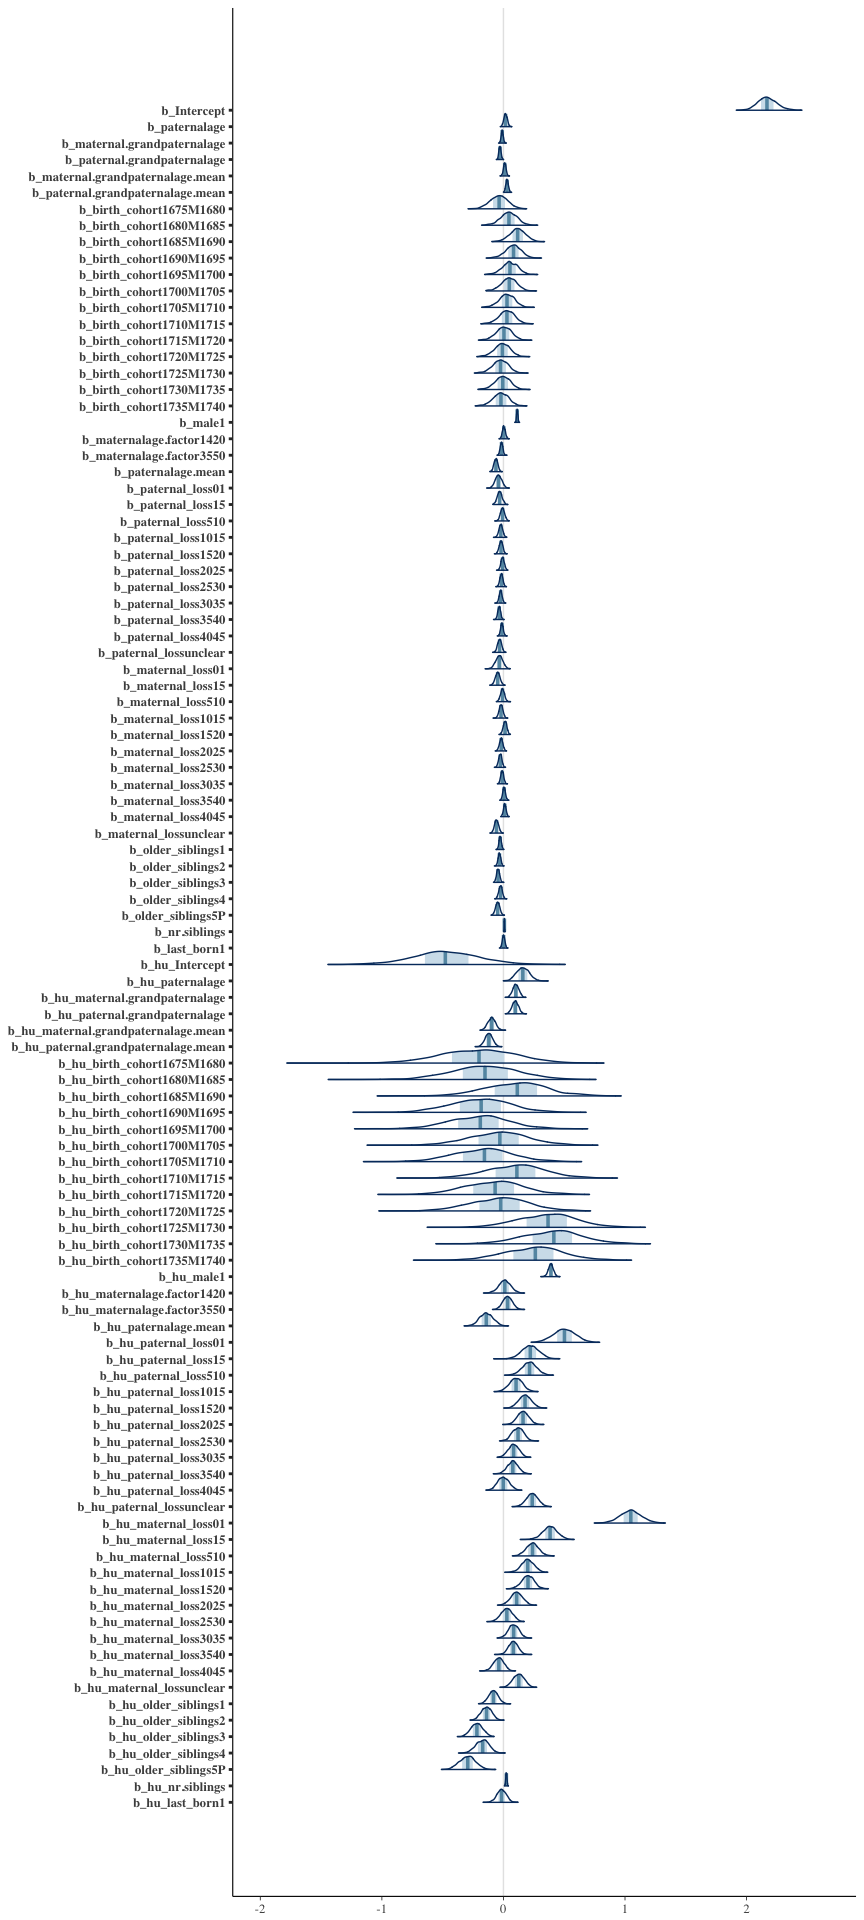 b_Intercept
b_paternalage
b_maternal.grandpaternalage
b_paternal.grandpaternalage
b_maternal.grandpaternalage.mean
b_paternal.grandpaternalage.mean
b_birth_cohort1675M1680
b_birth_cohort1680M1685
b_birth_cohort1685M1690
b_birth_cohort1690M1695
b_birth_cohort1695M1700
b_birth_cohort1700M1705
b_birth_cohort1705M1710
b_birth_cohort1710M1715
b_birth_cohort1715M1720
b_birth_cohort1720M1725
b_birth_cohort1725M1730
b_birth_cohort1730M1735
b_birth_cohort1735M1740
b_male1
b_maternalage.factor1420
b_maternalage.factor3550
b_paternalage.mean
b_paternal_loss01
b_paternal_loss15
b_paternal_loss510
b_paternal_loss1015
b_paternal_loss1520
b_paternal_loss2025
b_paternal_loss2530
b_paternal_loss3035
b_paternal_loss3540
b_paternal_loss4045
b_paternal_lossunclear
b_maternal_loss01
b_maternal_loss15
b_maternal_loss510
b_maternal_loss1015
b_maternal_loss1520
b_maternal_loss2025
b_maternal_loss2530
b_maternal_loss3035
b_maternal_loss3540
b_maternal_loss4045
b_maternal_lossunclear
b_older_siblings1
b_older_siblings2
b_older_siblings3
b_older_siblings4
b_older_siblings5P
b_nr.siblings
b_last_born1
b_hu_Intercept
b_hu_paternalage
b_hu_maternal.grandpaternalage
b_hu_paternal.grandpaternalage
b_hu_maternal.grandpaternalage.mean
b_hu_paternal.grandpaternalage.mean
b_hu_birth_cohort1675M1680
b_hu_birth_cohort1680M1685
b_hu_birth_cohort1685M1690
b_hu_birth_cohort1690M1695
b_hu_birth_cohort1695M1700
b_hu_birth_cohort1700M1705
b_hu_birth_cohort1705M1710
b_hu_birth_cohort1710M1715
b_hu_birth_cohort1715M1720
b_hu_birth_cohort1720M1725
b_hu_birth_cohort1725M1730
b_hu_birth_cohort1730M1735
b_hu_birth_cohort1735M1740
b_hu_male1
b_hu_maternalage.factor1420
b_hu_maternalage.factor3550
b_hu_paternalage.mean
b_hu_paternal_loss01
b_hu_paternal_loss15
b_hu_paternal_loss510
b_hu_paternal_loss1015
b_hu_paternal_loss1520
b_hu_paternal_loss2025
b_hu_paternal_loss2530
b_hu_paternal_loss3035
b_hu_paternal_loss3540
b_hu_paternal_loss4045
b_hu_paternal_lossunclear
b_hu_maternal_loss01
b_hu_maternal_loss15
b_hu_maternal_loss510
b_hu_maternal_loss1015
b_hu_maternal_loss1520
b_hu_maternal_loss2025
b_hu_maternal_loss2530
b_hu_maternal_loss3035
b_hu_maternal_loss3540
b_hu_maternal_loss4045
b_hu_maternal_lossunclear
b_hu_older_siblings1
b_hu_older_siblings2
b_hu_older_siblings3
b_hu_older_siblings4
b_hu_older_siblings5P
b_hu_nr.siblings
b_hu_last_born1
-2 -1 0 1 2